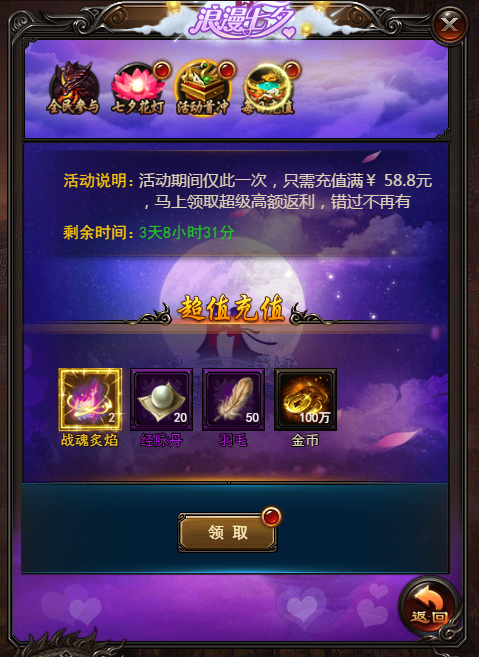 浪漫七夕
全民参与 七夕花灯 活动首冲 每日充值
活动说明：活动期间仅此一次，只需充值满￥ 58.8元
，马上领取超级高额返利，错过不再有
剩余时间：3天8小时31分
超值充值
2 20 50 100万
战魂炙焰 经脉丹 羽毛 金币
领 取
返回